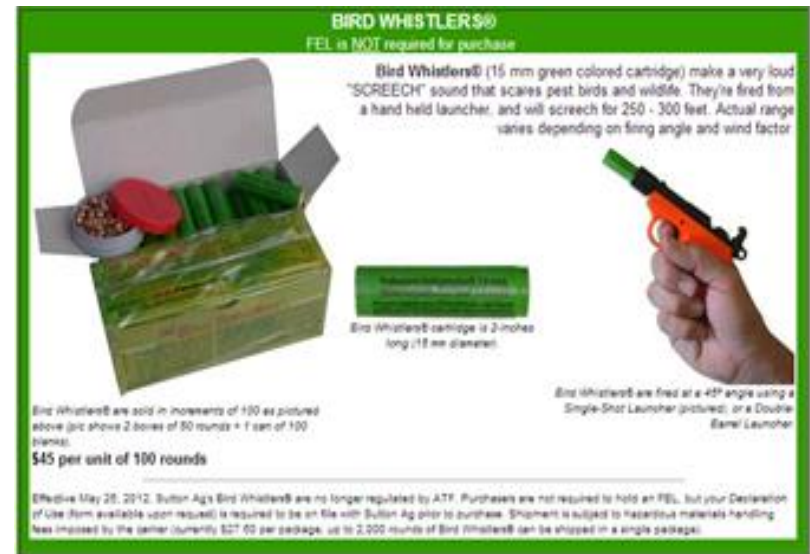 BIRD WHISTLERS®
FEL is NOT required for purchase
Bird Whistlers® (15 mm green colored cartridge) make a very loud
"SCREECH" sound that scares pest birds and wildlife. They're fired from
a hand held launcher, and will screech for 250 - 300 feet. Actual range
varies depending on firing angle and wind factor.
Bird Whistlers® cartridge is 2-inches
long (15 mm diameter).
Bird Whistlers® are fired at a 45º angle using a
Single-Shot Launcher (pictured), or a Double-
Barrel Launcher.
Bird Whistlers® are sold in increments of 100 as pictured
above (pic shows 2 boxes of 50 rounds + 1 can of 100
blanks).
$45 per unit of 100 rounds
Effective May 25, 2012, Sutton Ag's Bird Whistlers® are no longer regulated by ATF. Purchasers are not required to hold an FEL, but your Declaration
of Use (form available upon request) is required to be on file with Sutton Ag prior to purchase. Shipment is subject to hazardous materials handling
fees imposed by the carrier (currently $27.50 per package, up to 2,000 rounds of Bird Whistlers® can be shipped in a single package).